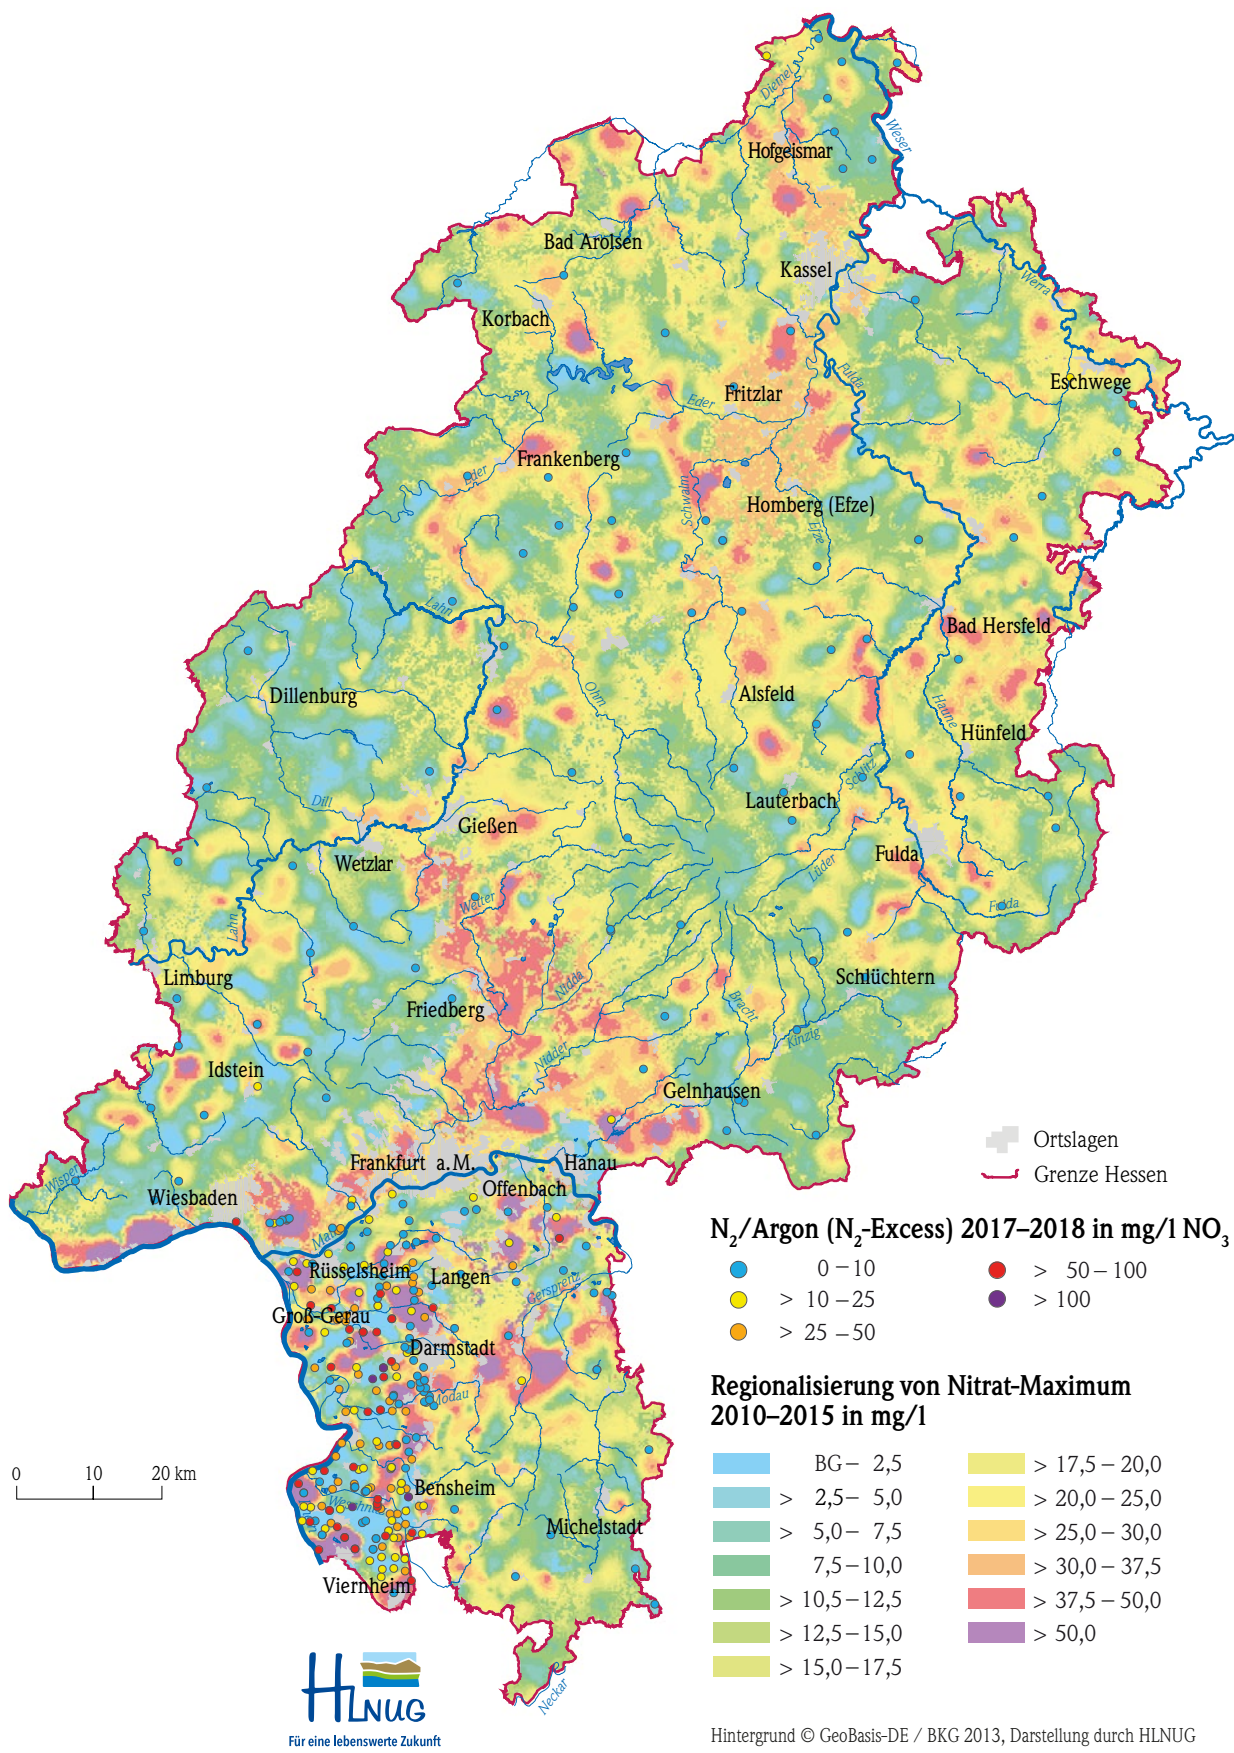 Diemel
Weser
Hofgeismar
Bad Arolsen
Kassel
Werra
Korbach
Eschwege
Fulda
Fritzlar
Eder
Frankenberg
Eder
Schwalm
Homberg (Efze)
Efze
Lahn
Bad Hersfeld
Dillenburg
Ohm
Alsfeld
Haune
Hünfeld
Schlitz
Lauterbach
Dill
Gießen
Wetzlar
Fulda
Lüder
Wetter
Fulda
Lahn
Limburg
Schlüchtern
Nidda
Friedberg
Bracht
Kinzig
Nidder
Idstein
Gelnhausen
Ortslagen
Grenze Hessen
Frankfurt a.M.
Hanau
Wisper
Wiesbaden
Offenbach
Main
Rüsselsheim
Langen
Gersprenz
Groß-Gerau
Darmstadt
Modau
Bensheim
Michelstadt
Viernheim
Neckar
N2/Argon (N2-Excess) 2017–2018 in mg/l NO3
0 – 10
> 10 – 25
> 25 – 50
> 50 – 100
> 100
Regionalisierung von Nitrat-Maximum
2010–2015 in mg/l
BG – 2,5
> 2,5 – 5,0
> 5,0 – 7,5
7,5 – 10,0
> 10,5 – 12,5
> 12,5 – 15,0
> 15,0 – 17,5
> 17,5 – 20,0
> 20,0 – 25,0
> 25,0 – 30,0
> 30,0 – 37,5
> 37,5 – 50,0
> 50,0
0 10 20 km
HLNUG
Für eine lebenswerte Zukunft
Hintergrund © GeoBasis-DE / BKG 2013, Darstellung durch HLNUG